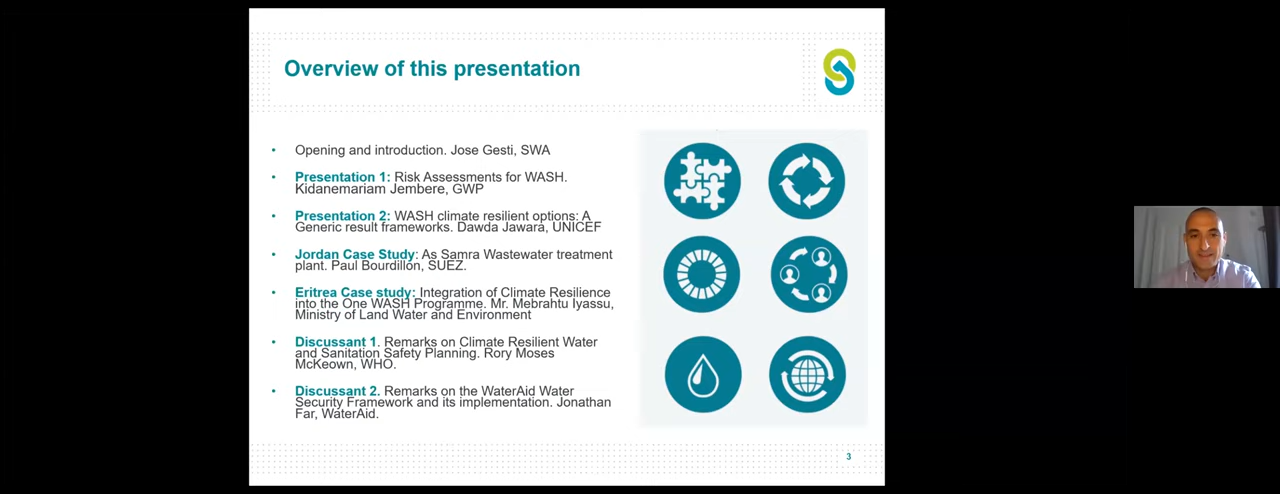 Overview of this presentation
• Opening and introduction. Jose Gesti, SWA
• Presentation 1: Risk Assessments for WASH.
Kidanemariam Jembere, GWP
• Presentation 2: WASH climate resilient options: A
Generic result frameworks. Dawda Jawara, UNICEF
• Jordan Case Study: As Samra Wastewater treatment
plant. Paul Bourdillon, SUEZ.
• Eritrea Case study: Integration of Climate Resilience
into the One WASH Programme. Mr. Mebrahtu Iyassu,
Ministry of Land Water and Environment
• Discussant 1. Remarks on Climate Resilient Water
and Sanitation Safety Planning. Rory Moses
McKeown, WHO.
• Discussant 2. Remarks on the WaterAid Water
Security Framework and its implementation. Jonathan
Far, WaterAid.
3